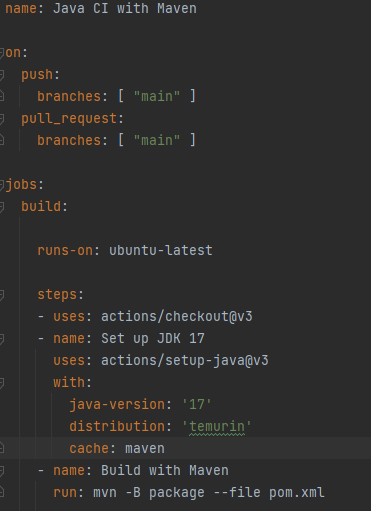 name: Java CI with Maven
on:
push:
branches: [ "main" ]
pull_request:
branches: [ "main" ]
jobs:
build:
runs-on: ubuntu-latest
steps:
- uses: actions/checkout@v3
- name: Set up JDK 17
uses: actions/setup-java@v3
with:
java-version: '17'
distribution: 'temurin'
cache: maven
- name: Build with Maven
run: mvn -B package --file pom.xml